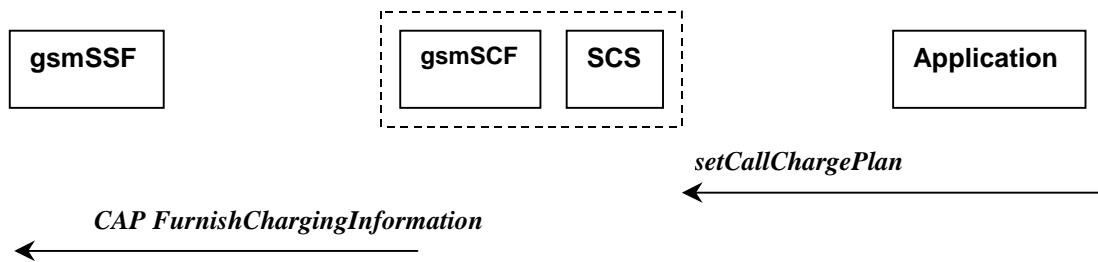 gsmSSF
gsmSCF
SCS
Application
setCallChargePlan
CAP FurnishChargingInformation